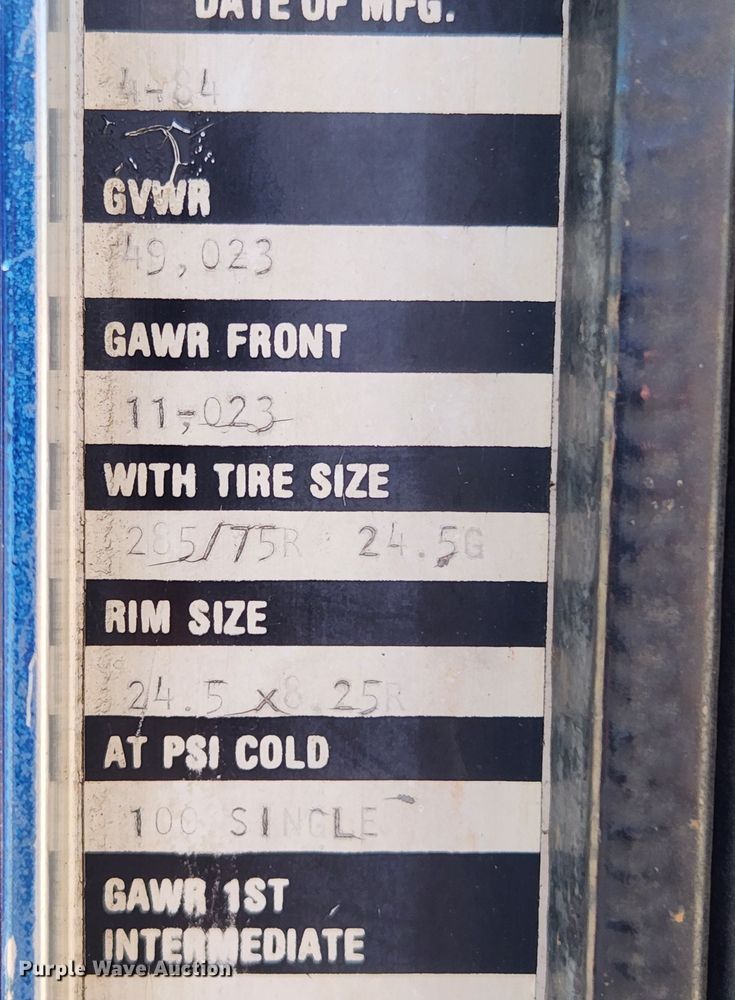 DATE OF MFG.
4-84
GVWR
49,023
GAWR FRONT
11,023
WITH TIRE SIZE
285/75R 24.5G
RIM SIZE
24.5 x8.25R
AT PSI COLD
100 SINGLE
GAWR 1ST
INTERMEDIATE
Purple Wave Auction